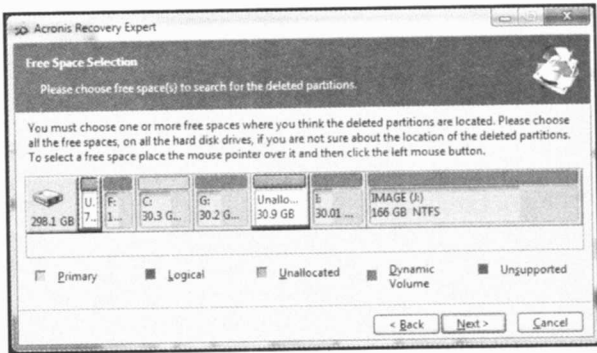 Acronis Recovery Expert
Free Space Selection
Please choose free space(s) to search for the deleted partitions.
You must choose one or more free spaces where you think the deleted partitions are located. Please choose
all the free spaces, on all the hard disk drives, if you are not sure about the location of the deleted partitions.
To select a free space place the mouse pointer over it and then click the left mouse button.
298.1 GB
U.
7...
F:
1...
C:
30.3 G...
G:
30.2 G...
Unallo...
30.9 GB
I:
30.01 ...
IMAGE (J:)
166 GB NTFS
Primary
Logical
Unallocated
Dynamic
Volume
Unsupported
< Back
Next >
Cancel